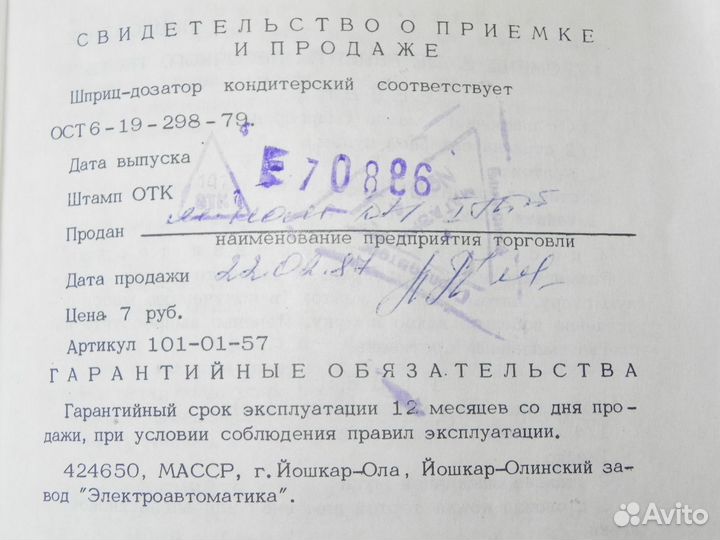 СВИДЕТЕЛЬСТВО О ПРИЕМКЕ
И ПРОДАЖЕ
Шприц-дозатор кондитерский соответствует
ОСТ6-19-298-79.
Дата выпуска
Штамп ОТК
Продан
наименование предприятия торговли
Дата продажи 22.02.87
Цена 7 руб.
Артикул 101-01-57
ГАРАНТИЙНЫЕ ОБЯЗАТЕЛЬСТВА
Гарантийный срок эксплуатации 12 месяцев со дня про-
дажи, при условии соблюдения правил эксплуатации.
424650, МАССР, г. Йошкар-Ола, Йошкар-Олинский за-
вод "Электроавтоматика".
Avito